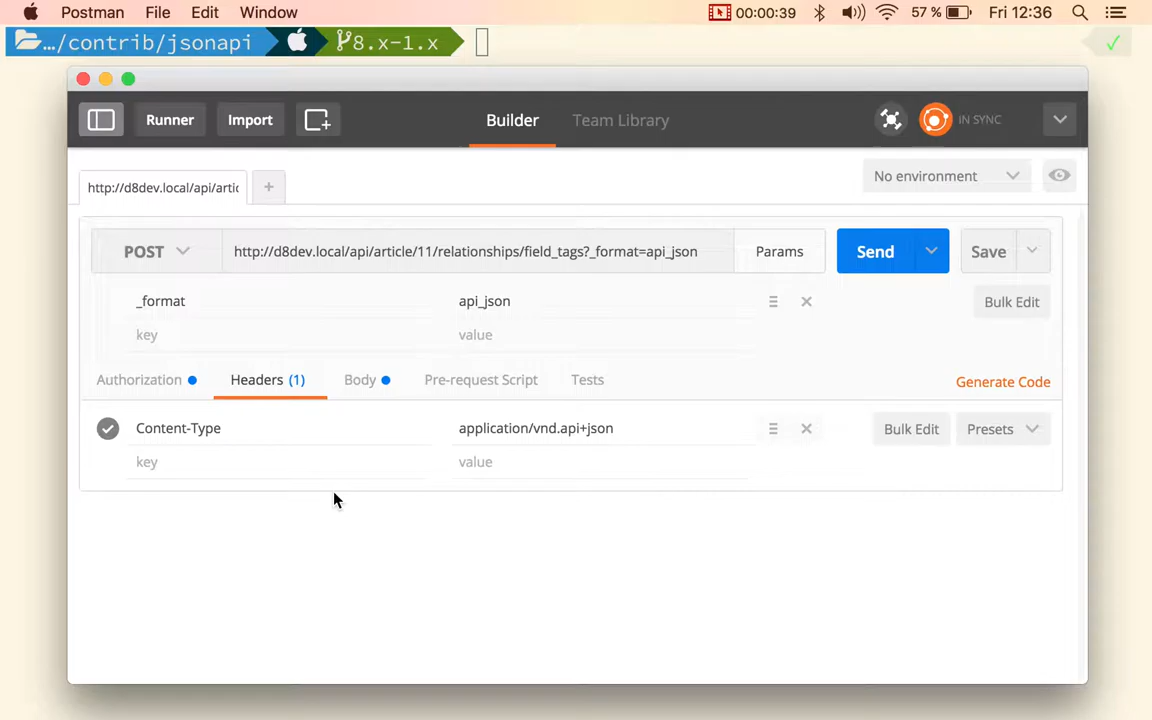 Postman File Edit Window 00:00:39 57 % Fri 12:36
.../contrib/jsonapi 8.x-1.x ✓
Runner Import Builder Team Library IN SYNC
http://d8dev.local/api/artic + No environment
POST http://d8dev.local/api/article/11/relationships/field_tags?_format=api_json Params Send Save
_format api_json Bulk Edit
key value
Authorization Headers (1) Body Pre-request Script Tests Generate Code
Content-Type application/vnd.api+json Bulk Edit Presets
key value